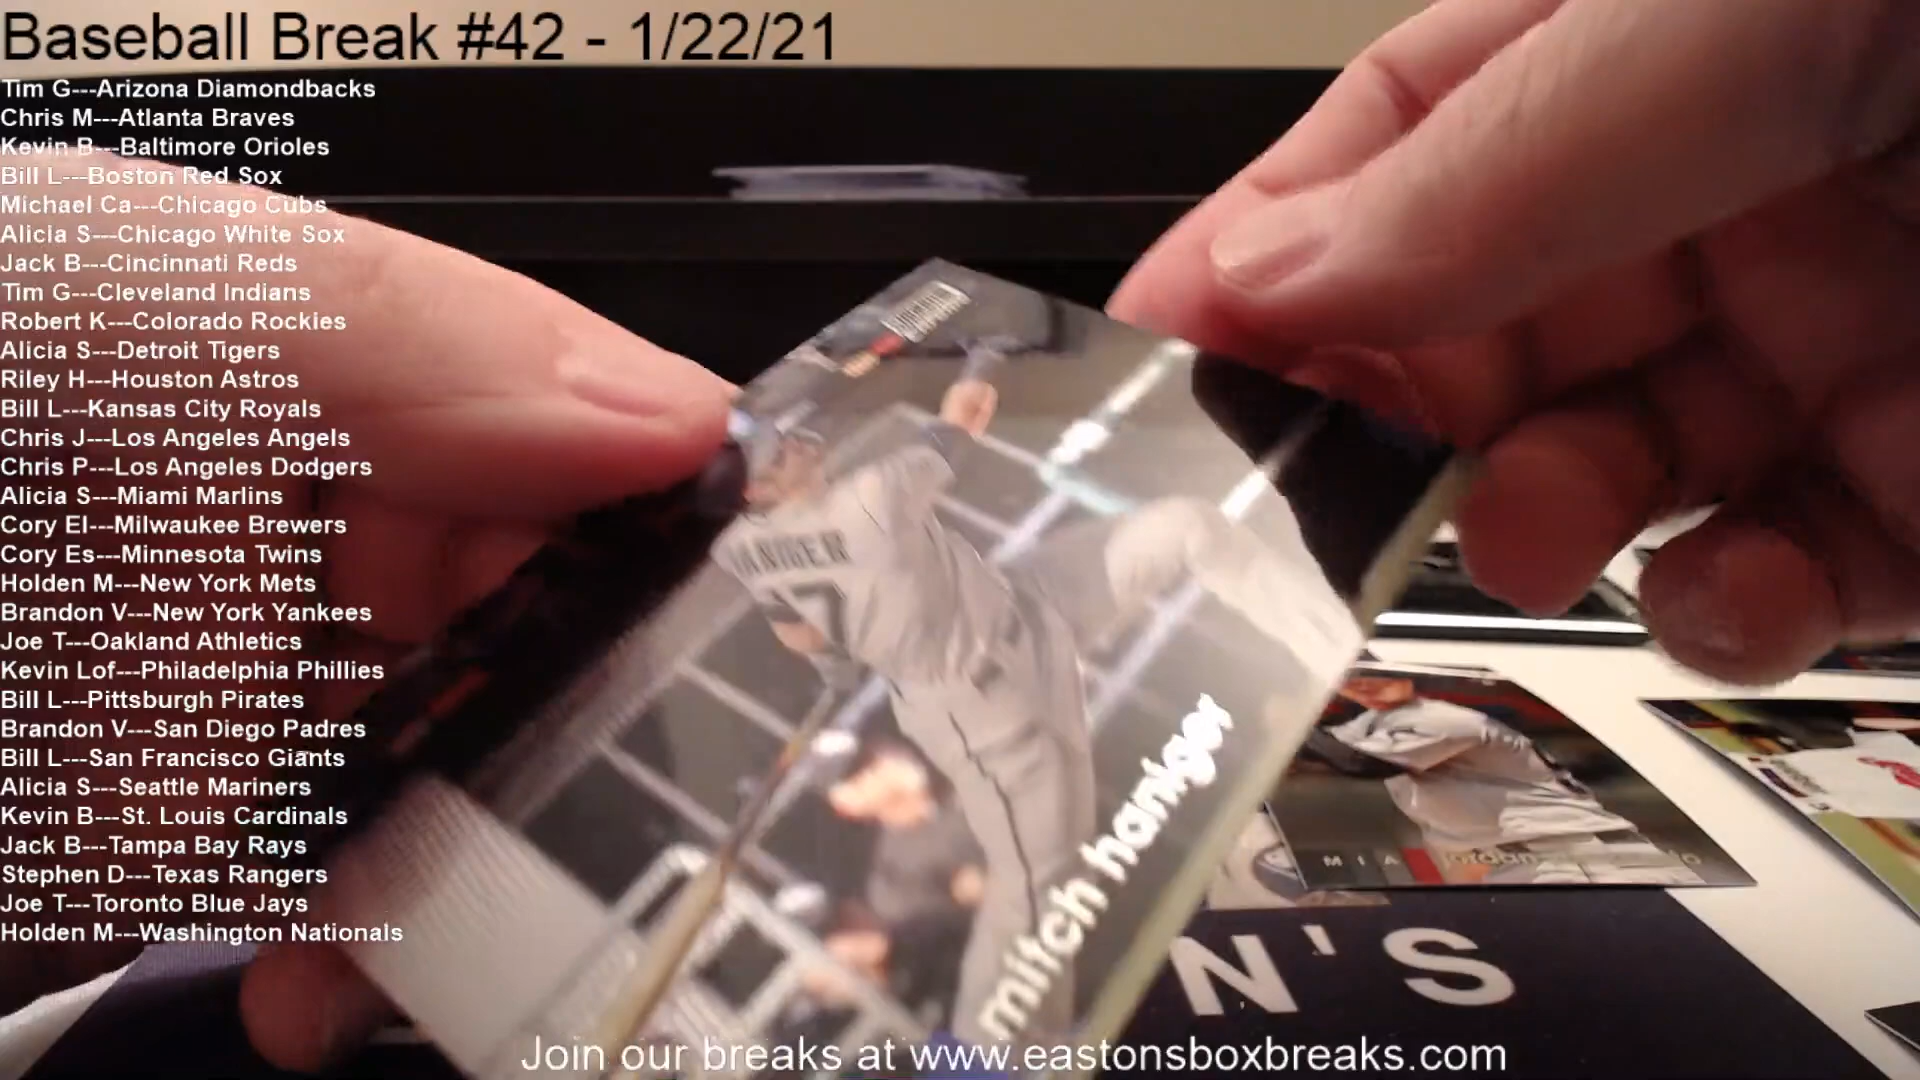 Baseball Break #42 - 1/22/21
Tim G---Arizona Diamondbacks
Chris M---Atlanta Braves
Kevin B---Baltimore Orioles
Bill L---Boston Red Sox
Michael Ca---Chicago Cubs
Alicia S---Chicago White Sox
Jack B---Cincinnati Reds
Tim G---Cleveland Indians
Robert K---Colorado Rockies
Alicia S---Detroit Tigers
Riley H---Houston Astros
Bill L---Kansas City Royals
Chris J---Los Angeles Angels
Chris P---Los Angeles Dodgers
Alicia S---Miami Marlins
Cory El---Milwaukee Brewers
Cory Es---Minnesota Twins
Holden M---New York Mets
Brandon V---New York Yankees
Joe T---Oakland Athletics
Kevin Lof---Philadelphia Phillies
Bill L---Pittsburgh Pirates
Brandon V---San Diego Padres
Bill L---San Francisco Giants
Alicia S---Seattle Mariners
Kevin B---St. Louis Cardinals
Jack B---Tampa Bay Rays
Stephen D---Texas Rangers
Joe T---Toronto Blue Jays
Holden M---Washington Nationals
HANIGER
mitch haniger
MIA
N'S
Join our breaks at www.eastonsboxbreaks.com